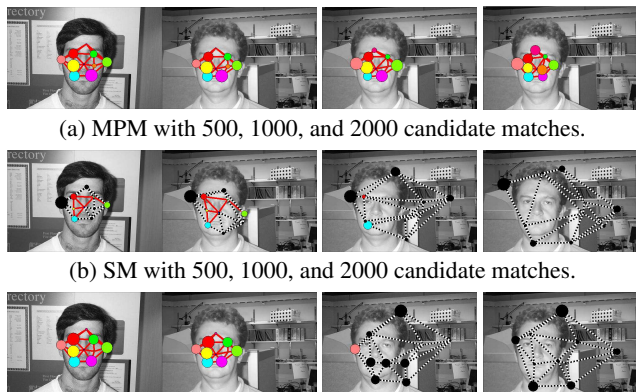 rectory
(a) MPM with 500, 1000, and 2000 candidate matches.
rectory
(b) SM with 500, 1000, and 2000 candidate matches.
rectory